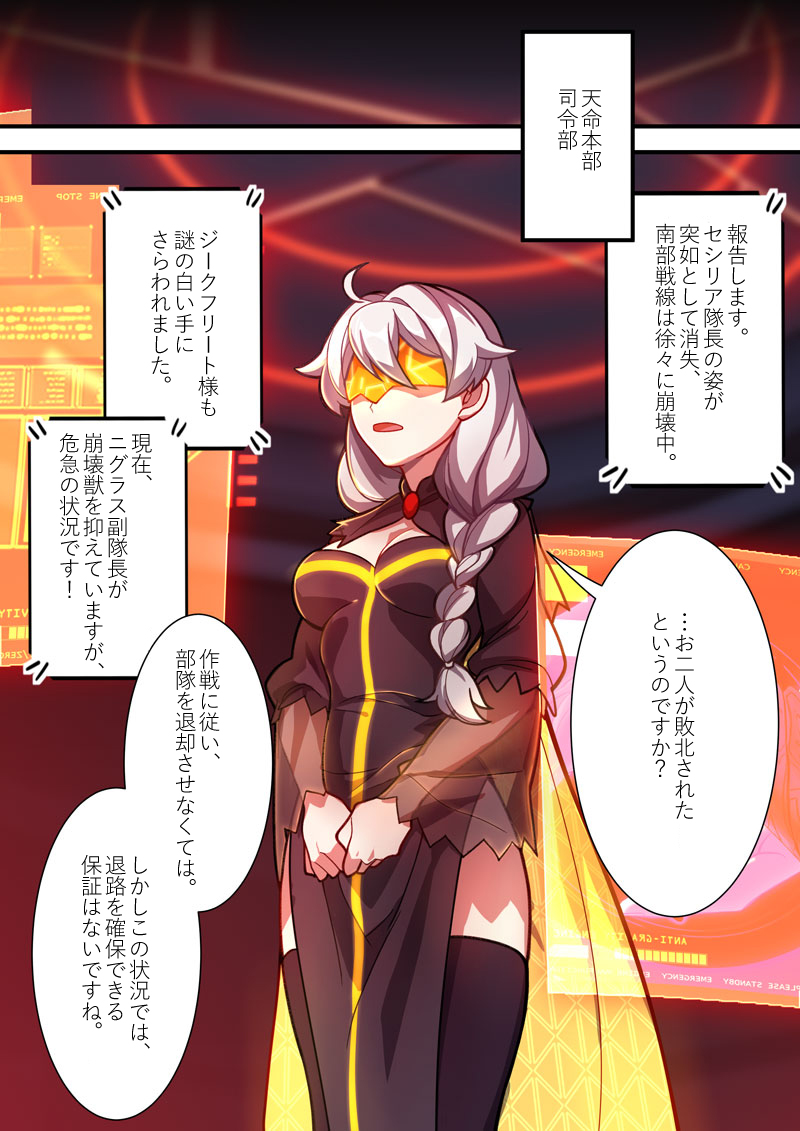 天命本部
司令部
報告します。
セシリア隊長の姿が
突如として消失、
南部戦線は徐々に崩壊中。
ジークフリート様も
謎の白い手に
さらわれました。
現在、
ニグラス副隊長が
崩壊獣を抑えていますが、
危急の状況です！
…お二人が敗北された
というのですか？
作戦に従い、
部隊を退却させなくては。
しかしこの状況では、
退路を確保できる
保証はないですね。
EMERGENCY
ANTI-GRA
EMERGENCY
PLEASE STANDBY